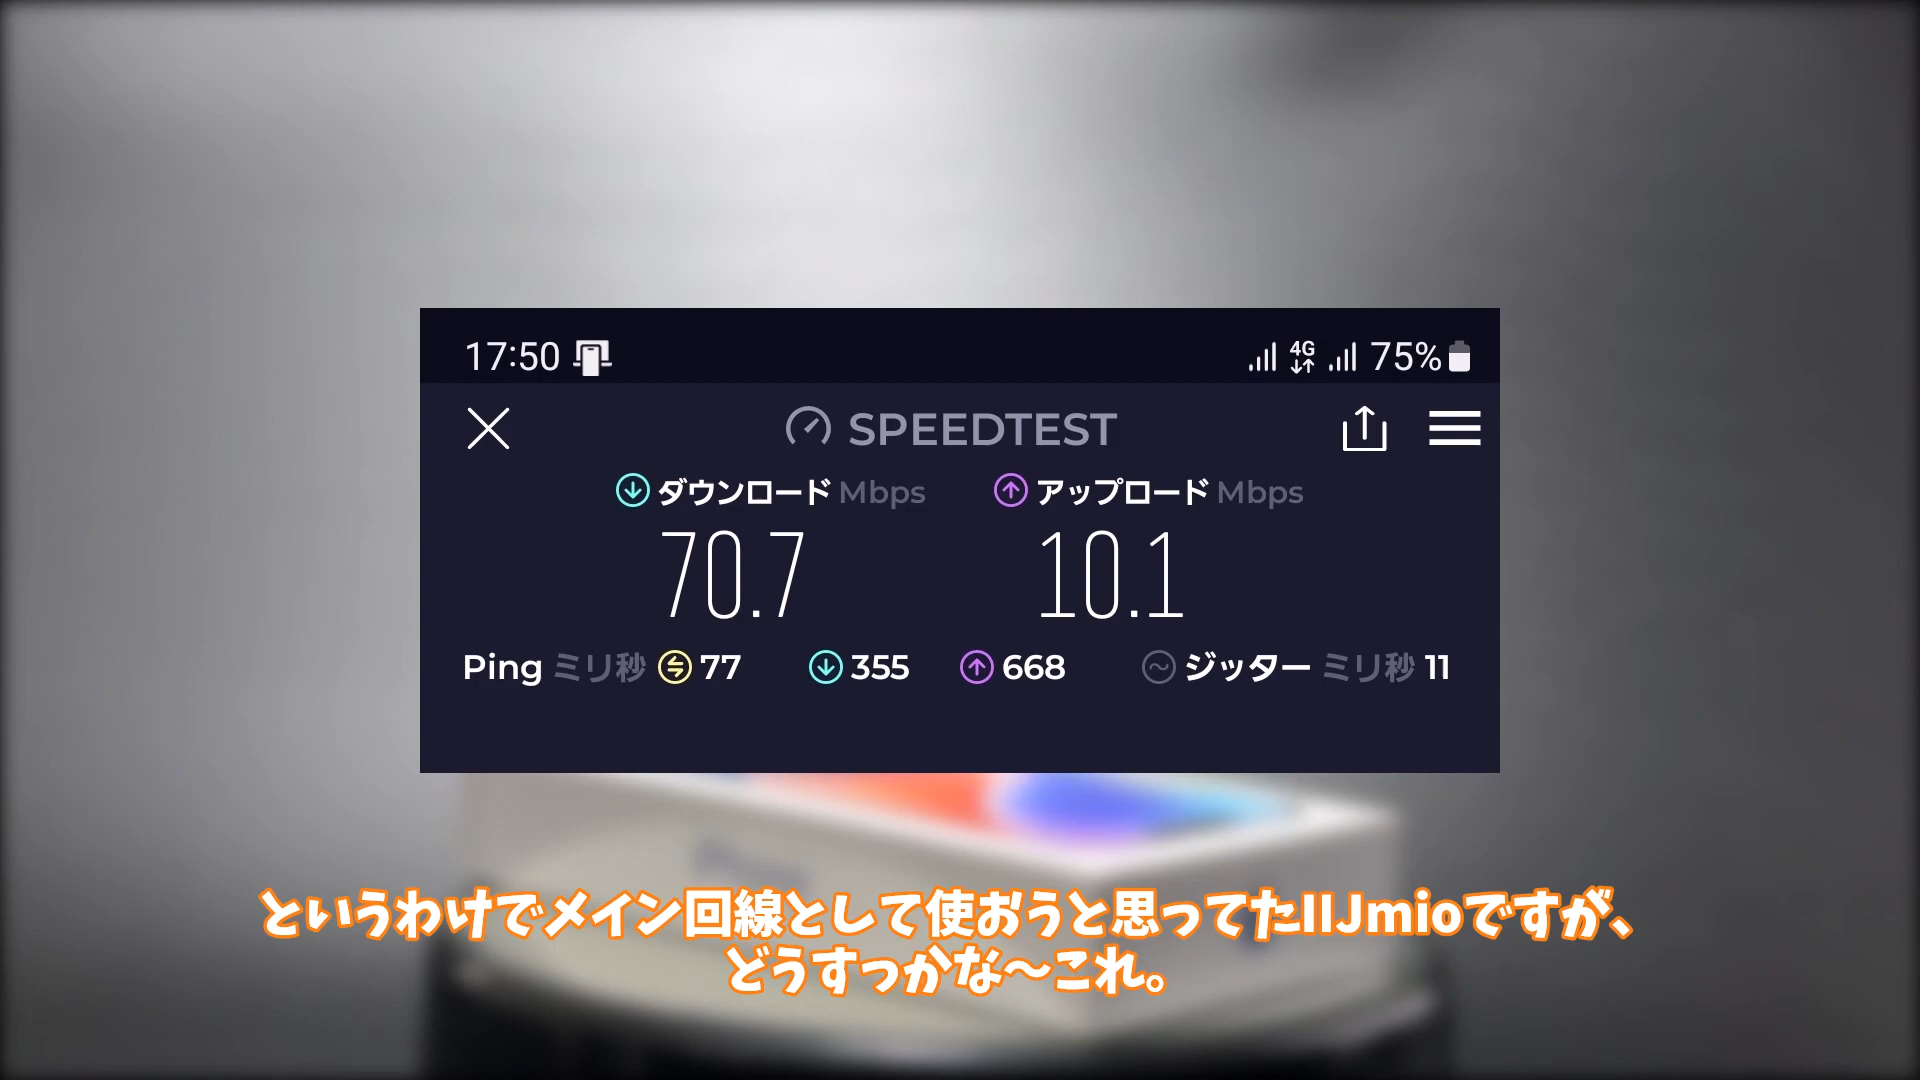 17:50 4G 75%
SPEEDTEST
ダウンロード Mbps アップロード Mbps
70.7 10.1
Ping ミリ秒 77 355 668 ジッター ミリ秒 11
というわけでメイン回線として使おうと思ってたIIJmioですが、
どうすっかな〜これ。